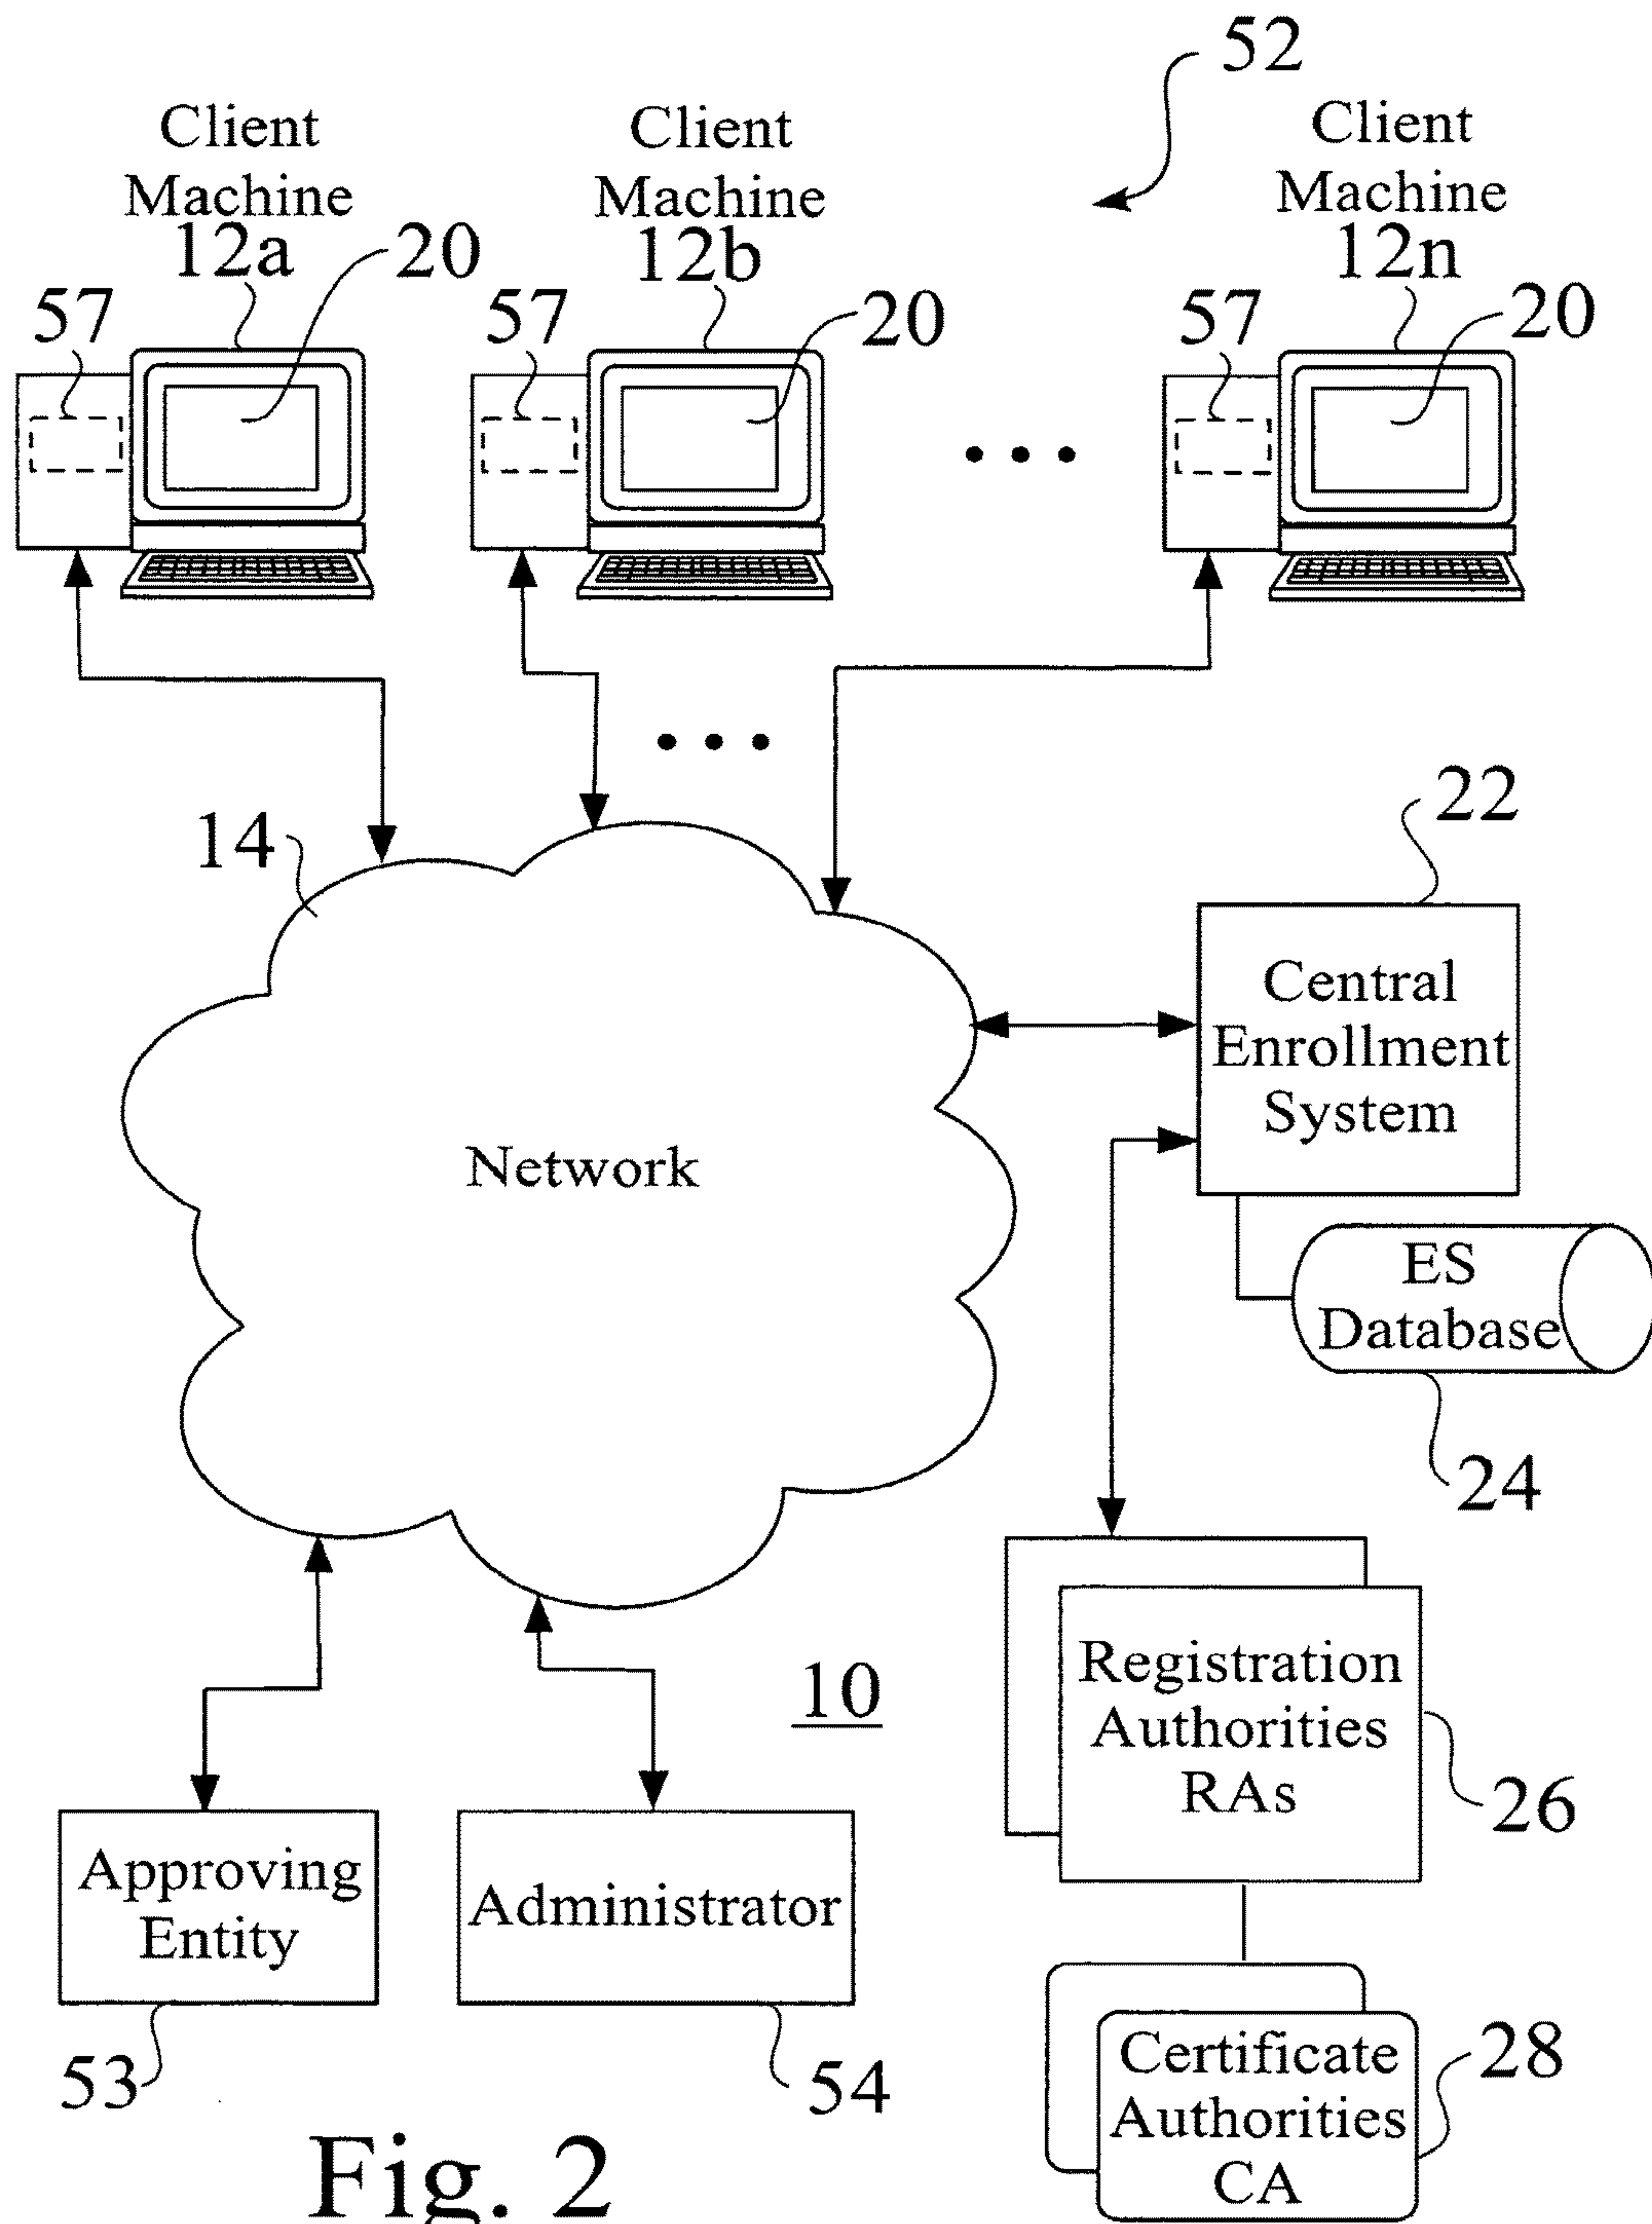 52
Client
Machine
12a
20
57
Client
Machine
12b
20
57
Client
Machine
12n
20
57
14
Network
22
Central
Enrollment
System
ES
Database
24
Registration
Authorities
RAs
26
10
Approving
Entity
53
Administrator
54
Certificate
Authorities
CA
28
Fig. 2